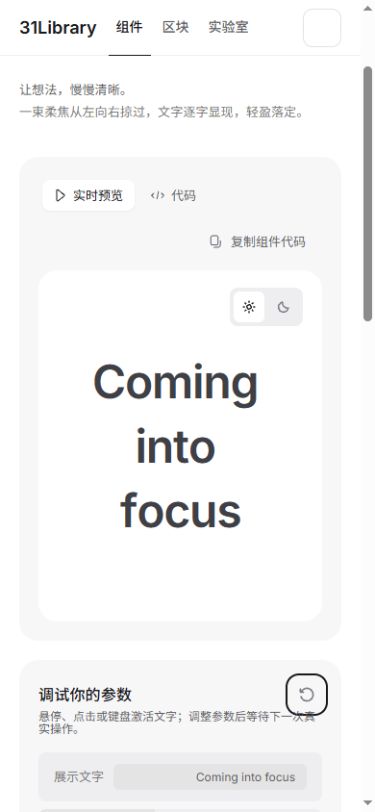 31Library 组件 区块 实验室
让想法，慢慢清晰。
一束柔焦从左向右掠过，文字逐字显现，轻盈落定。
实时预览 代码
复制组件代码
Coming
into
focus
调试你的参数
悬停、点击或键盘激活文字；调整参数后等待下一次真
实操作。
展示文字 Coming into focus